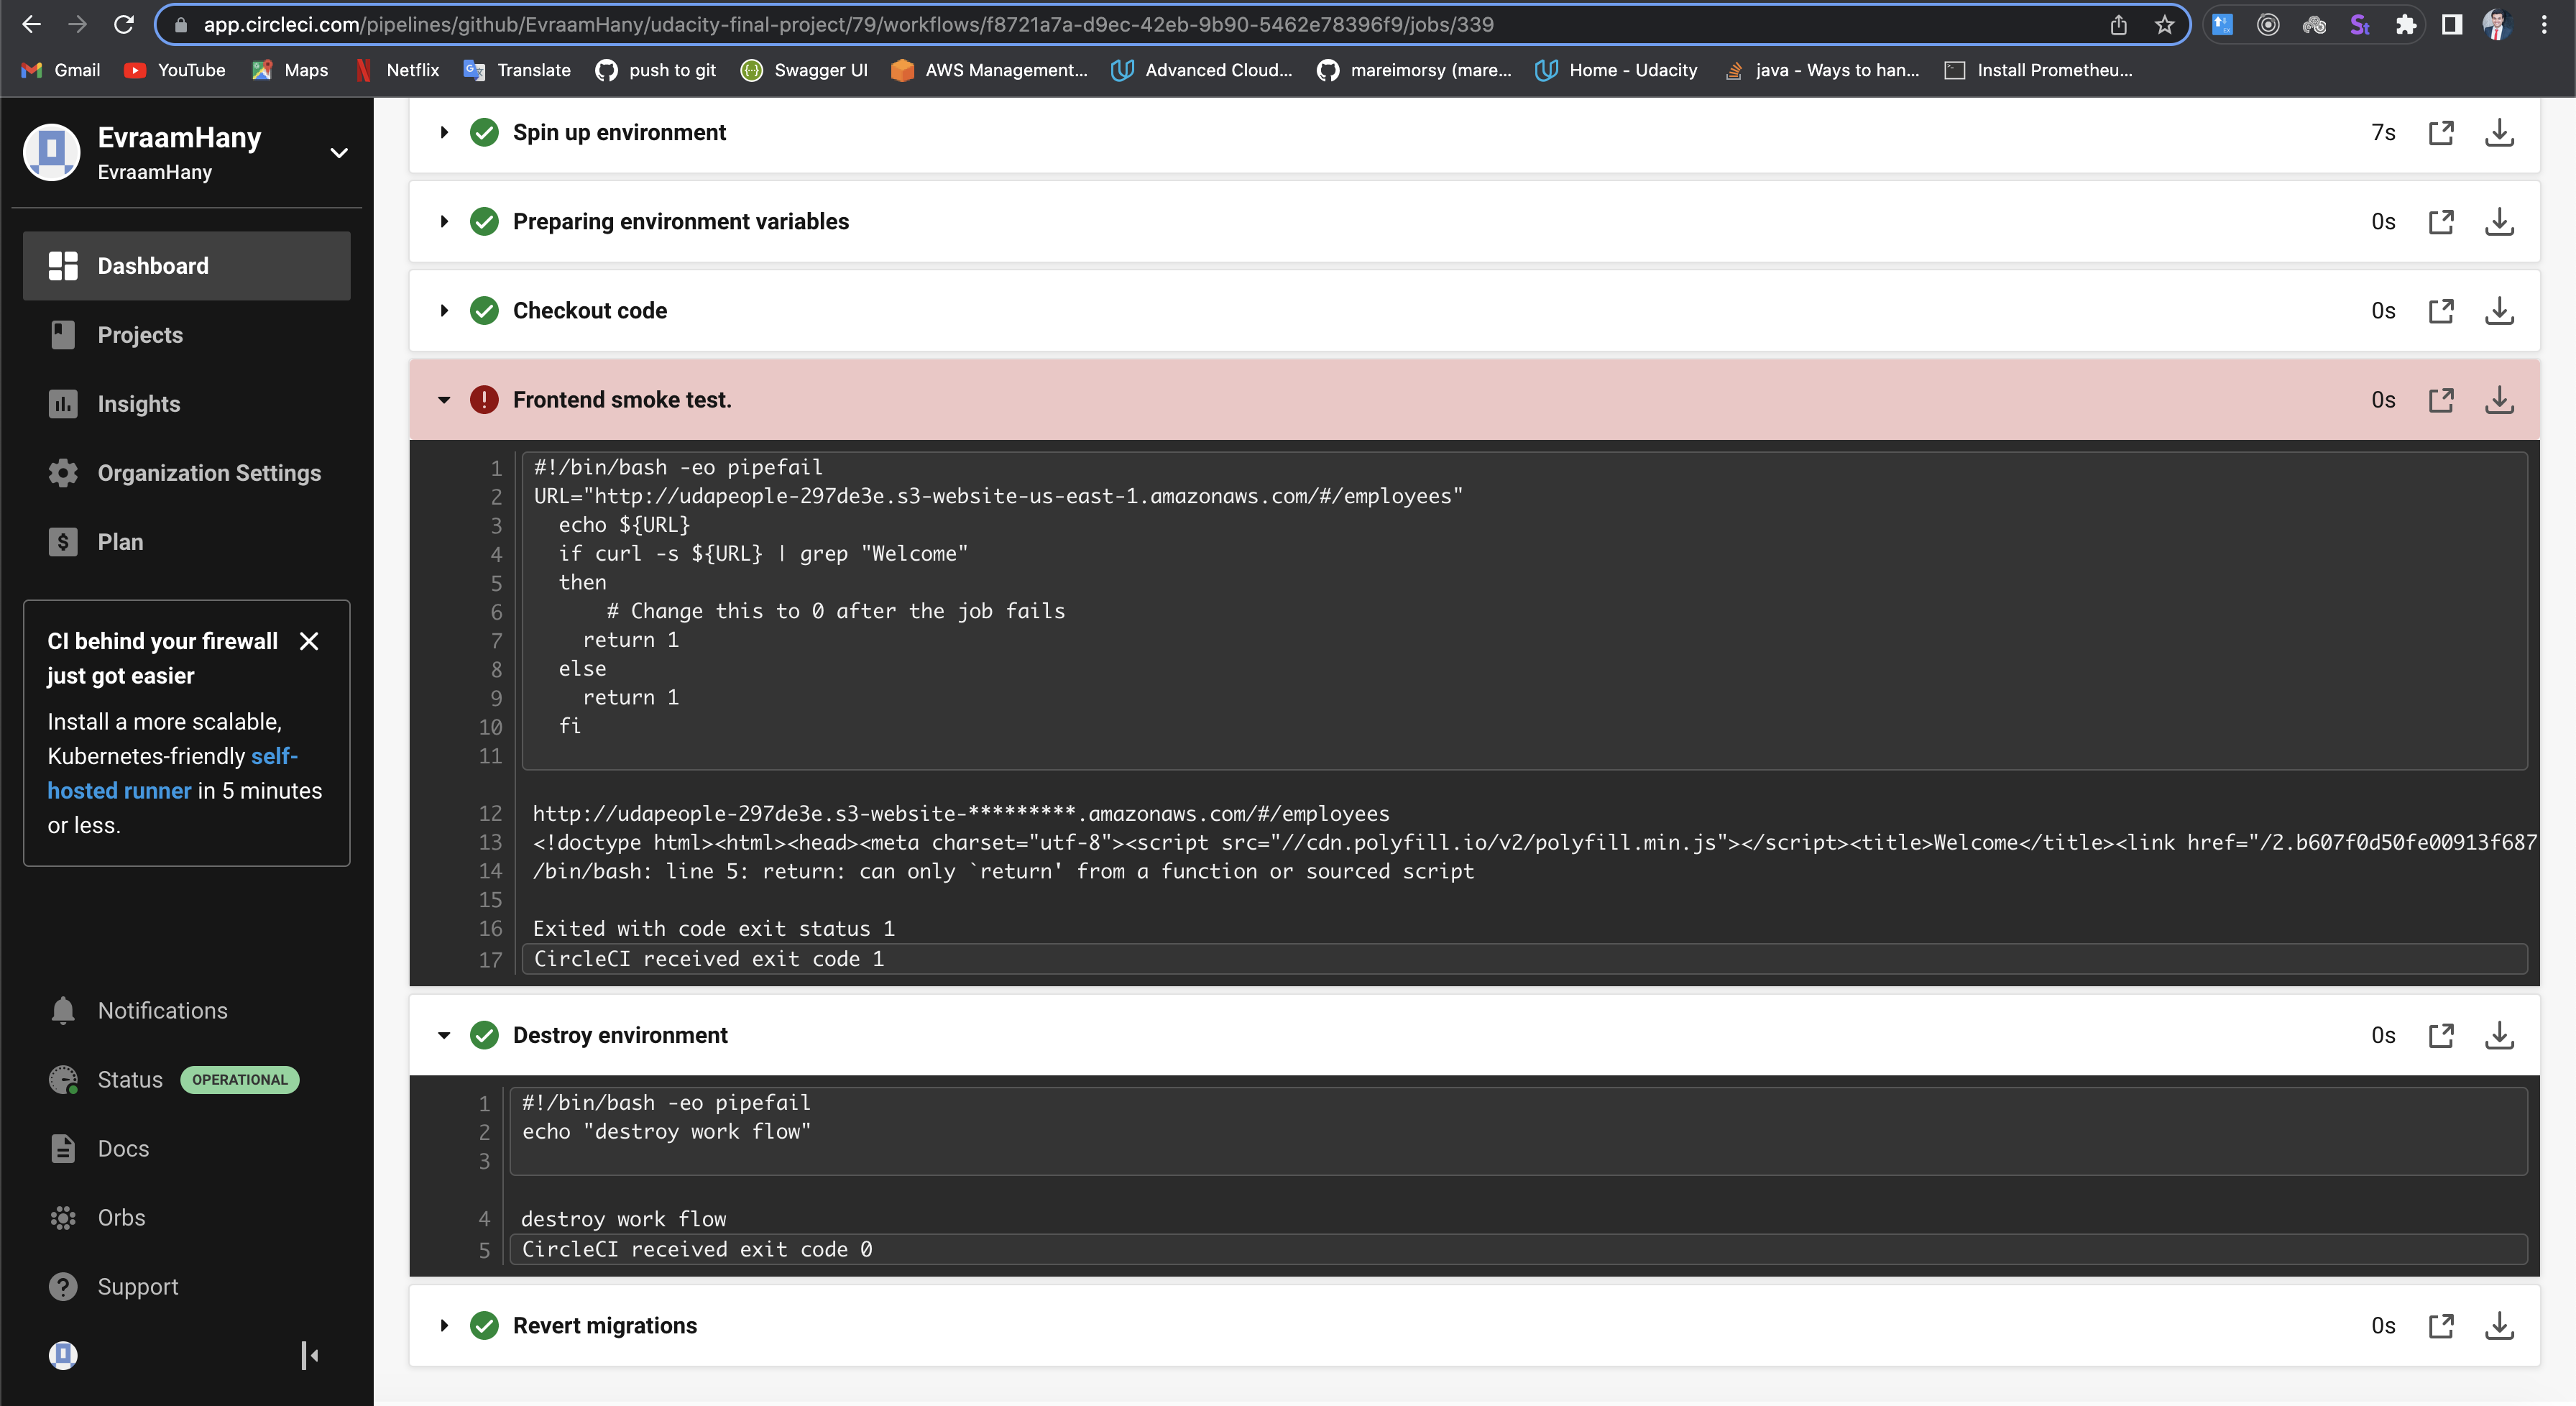 app.circleci.com/pipelines/github/EvraamHany/udacity-final-project/79/workflows/f8721a7a-d9ec-42eb-9b90-5462e78396f9/jobs/339
Gmail YouTube Maps Netflix Translate push to git Swagger UI AWS Management... Advanced Cloud... mareimorsy (mare... Home - Udacity java - Ways to han... Install Prometheu...
EvraamHany
EvraamHany
Dashboard
Projects
Insights
Organization Settings
Plan
CI behind your firewall
just got easier
Install a more scalable,
Kubernetes-friendly self-
hosted runner in 5 minutes
or less.
Notifications
Status OPERATIONAL
Docs
Orbs
Support
Spin up environment 7s
Preparing environment variables 0s
Checkout code 0s
Frontend smoke test. 0s
1 #!/bin/bash -eo pipefail
2 URL="http://udapeople-297de3e.s3-website-us-east-1.amazonaws.com/#/employees"
3 echo ${URL}
4 if curl -s ${URL} | grep "Welcome"
5 then
6 # Change this to 0 after the job fails
7 return 1
8 else
9 return 1
10 fi
11
12 http://udapeople-297de3e.s3-website-*********.amazonaws.com/#/employees
13 <!doctype html><html><head><meta charset="utf-8"><script src="//cdn.polyfill.io/v2/polyfill.min.js"></script><title>Welcome</title><link href="/2.b607f0d50fe00913f687
14 /bin/bash: line 5: return: can only `return' from a function or sourced script
15
16 Exited with code exit status 1
17 CircleCI received exit code 1
Destroy environment 0s
1 #!/bin/bash -eo pipefail
2 echo "destroy work flow"
3
4 destroy work flow
5 CircleCI received exit code 0
Revert migrations 0s